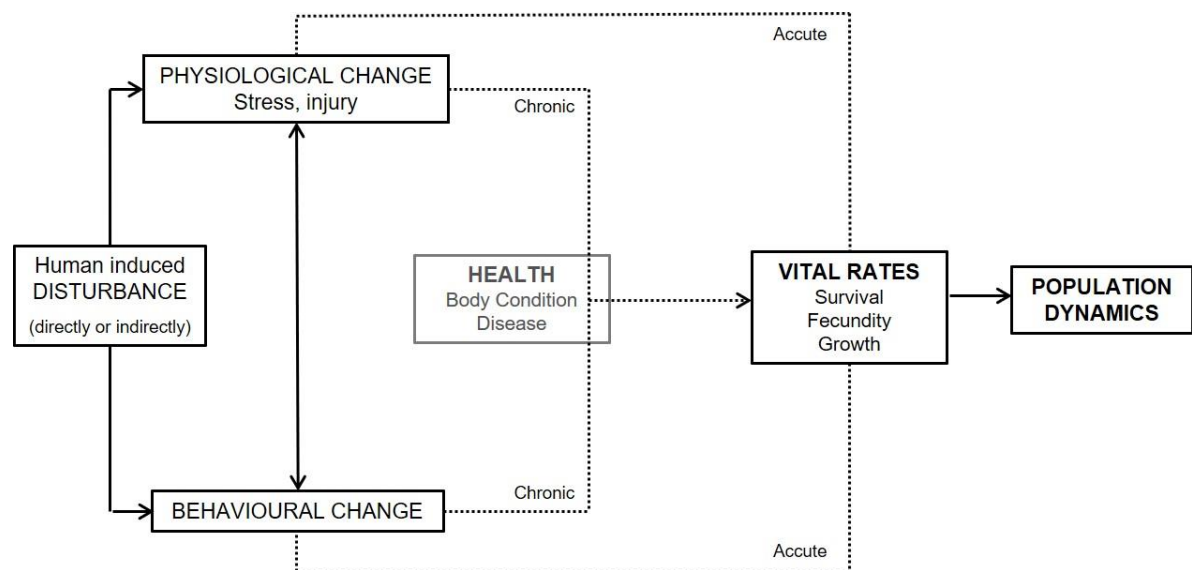 Accute
PHYSIOLOGICAL CHANGE
Stress, injury
Chronic
Human induced
DISTURBANCE
(directly or indirectly)
HEALTH
Body Condition
Disease
VITAL RATES
Survival
Fecundity
Growth
POPULATION
DYNAMICS
Chronic
BEHAVIOURAL CHANGE
Accute